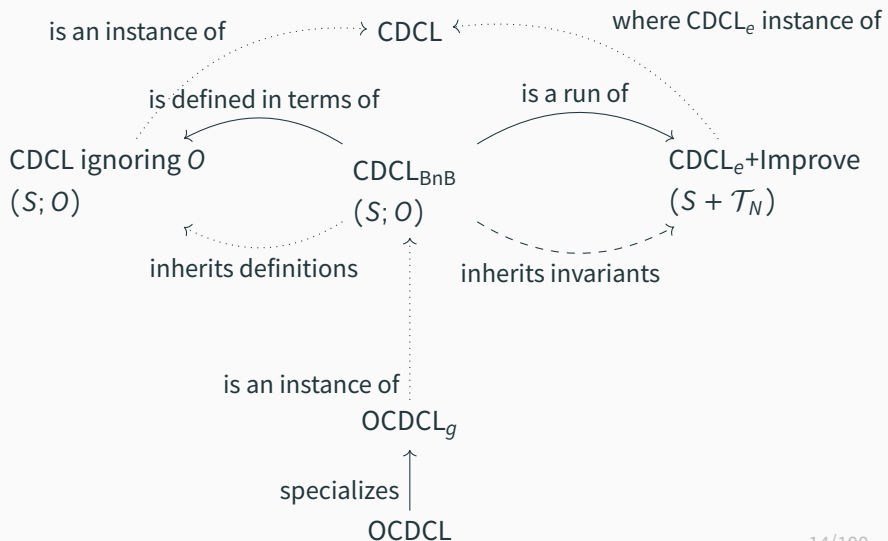 is an instance of
CDCL
where CDCLₑ instance of
is defined in terms of
is a run of
CDCL ignoring O
(S; O)
CDCL_BnB
(S; O)
CDCLₑ+Improve
(S + 𝒯_N)
inherits definitions
inherits invariants
is an instance of
OCDCL_g
specializes
OCDCL